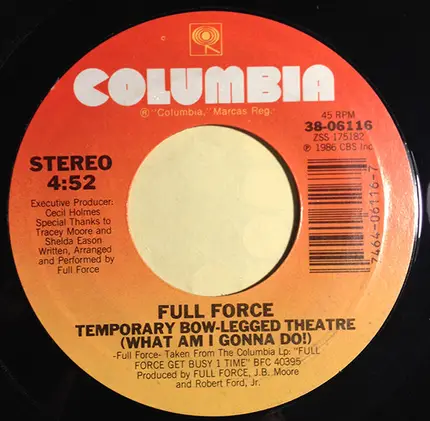 ©
COLUMBIA
® "Columbia," Marcas Reg.
45 RPM
38-06116
ZSS 175182
℗ 1986 CBS Inc.
STEREO
4:52
Executive Producer:
Cecil Holmes
Special Thanks to
Tracey Moore and
Shelda Eason
Written, Arranged
and Performed by
Full Force
7464-06116-7
FULL FORCE
TEMPORARY BOW-LEGGED THEATRE
(WHAT AM I GONNA DO!)
-Full Force- Taken From The Columbia Lp: "FULL
FORCE GET BUSY 1 TIME" BFC 40395
Produced by FULL FORCE, J.B. Moore
and Robert Ford, Jr.